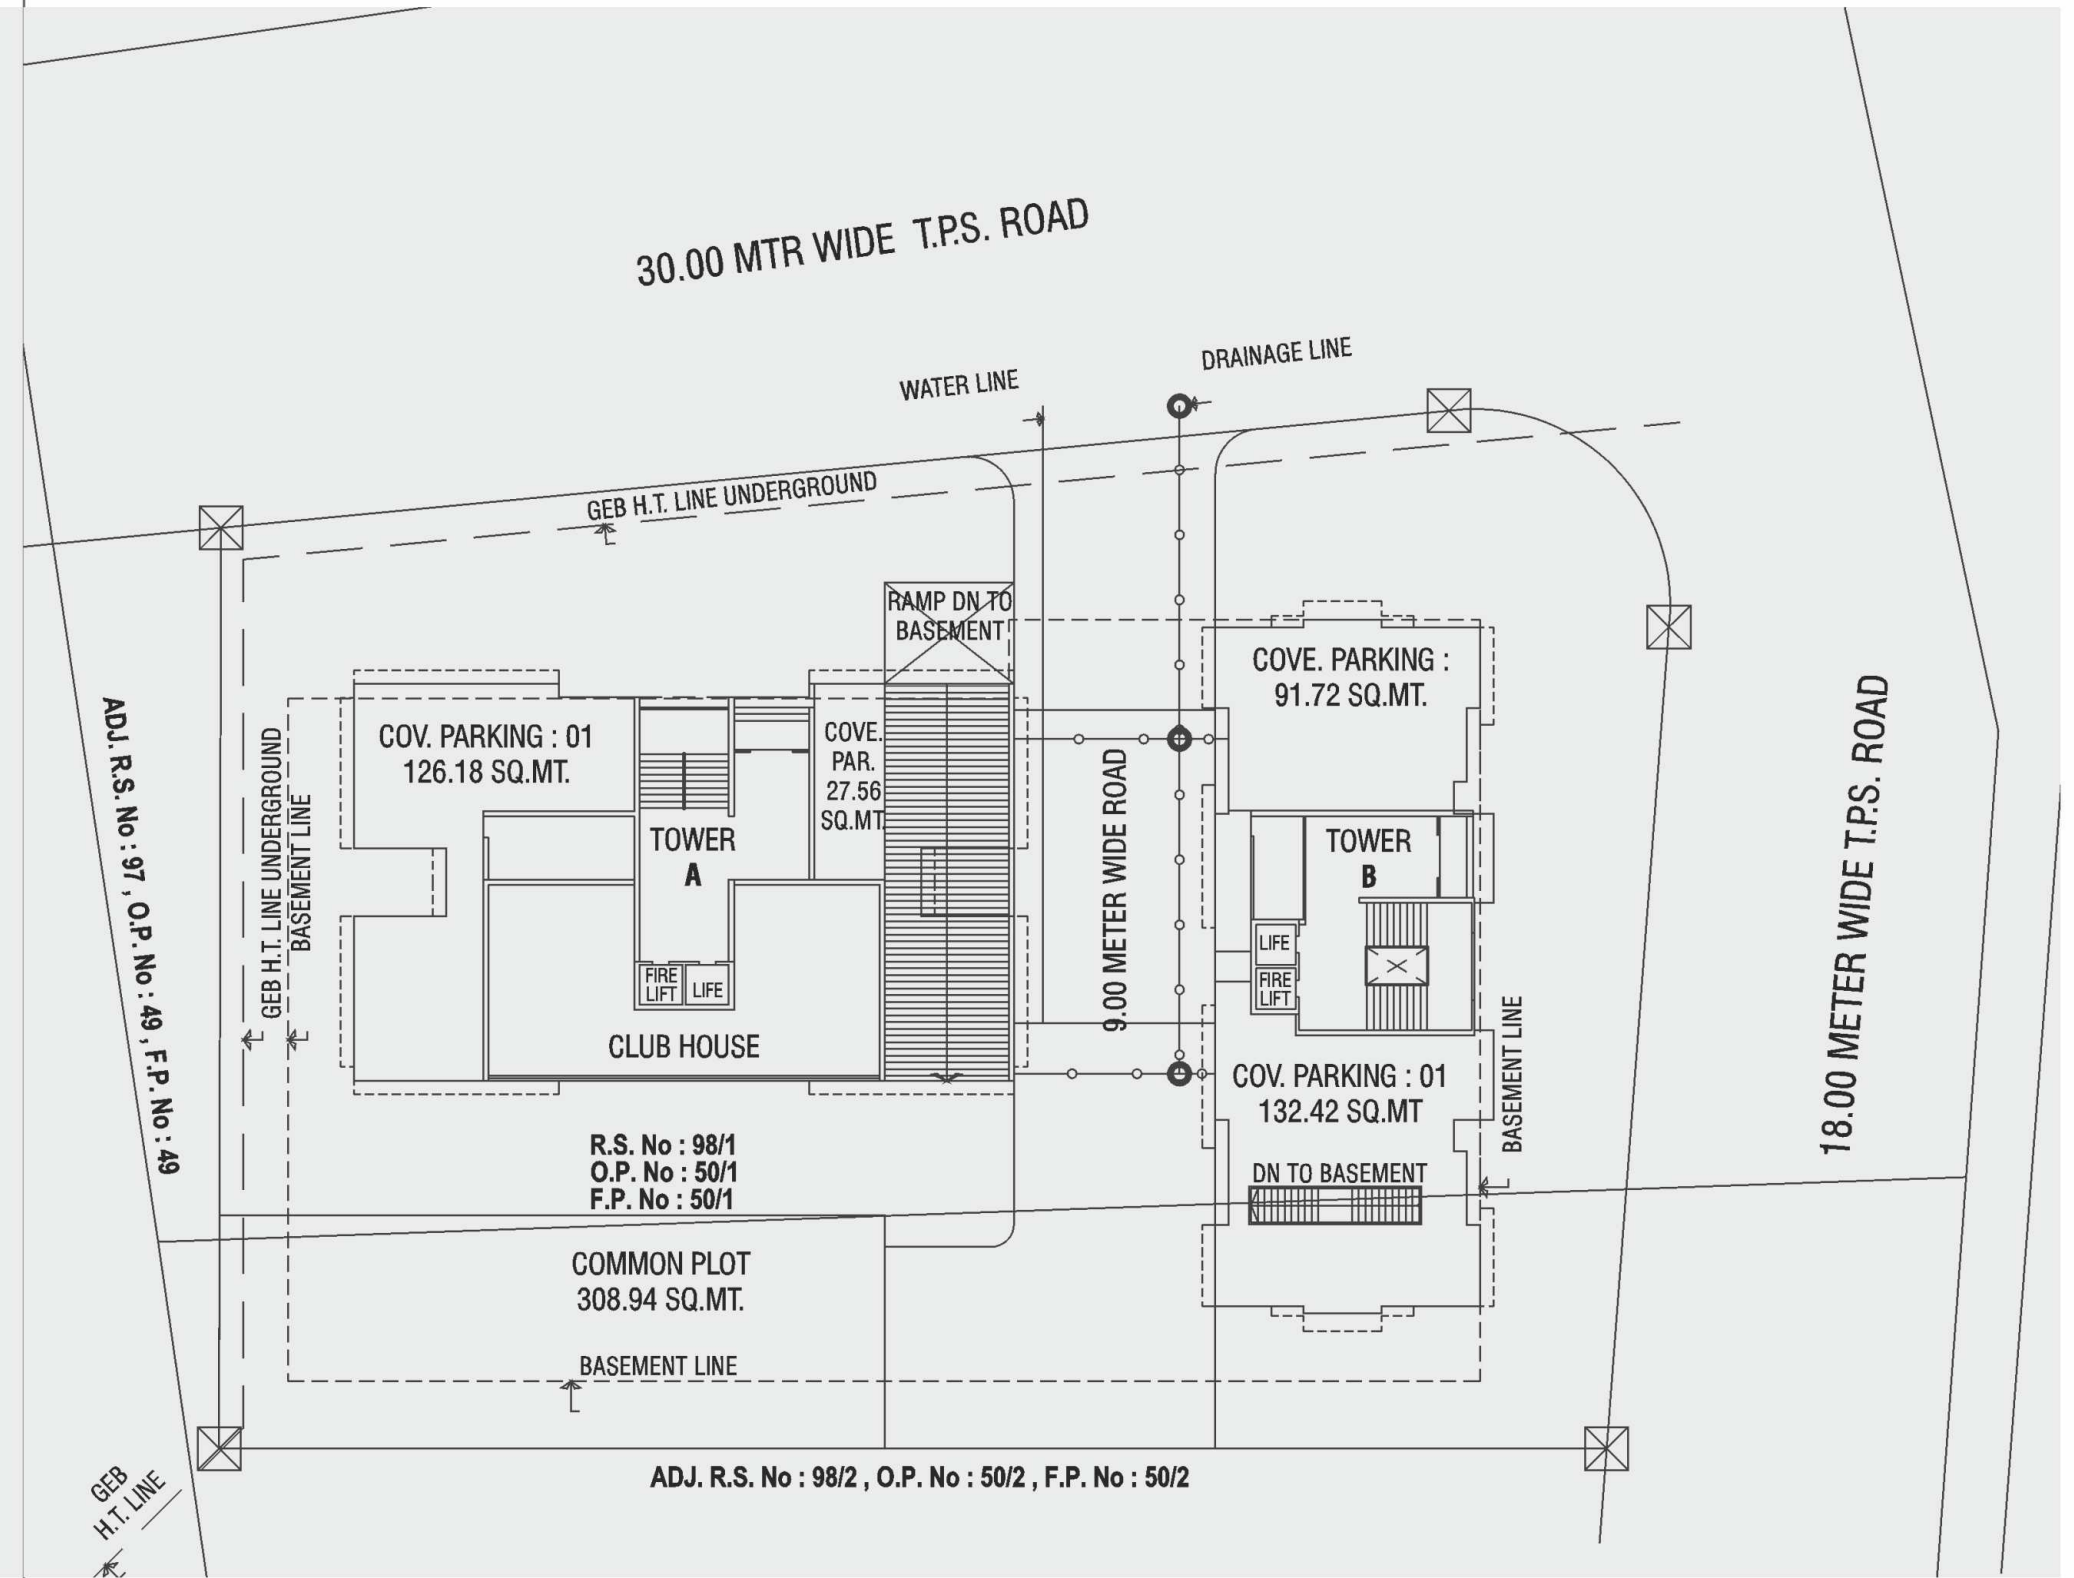 30.00 MTR WIDE T.P.S. ROAD
DRAINAGE LINE
WATER LINE
GEB H.T. LINE UNDERGROUND
RAMP DN TO
BASEMENT
COVE. PARKING :
91.72 SQ.MT.
COV. PARKING : 01
126.18 SQ.MT.
COVE.
PAR.
27.56
SQ.MT.
TOWER
A
TOWER
B
9.00 METER WIDE ROAD
18.00 METER WIDE T.P.S. ROAD
ADJ. R.S. No : 97 , O.P. No : 49 , F.P. No : 49
GEB H.T. LINE UNDERGROUND
BASEMENT LINE
FIRE
LIFT
LIFE
LIFE
FIRE
LIFT
CLUB HOUSE
COV. PARKING : 01
132.42 SQ.MT
BASEMENT LINE
R.S. No : 98/1
O.P. No : 50/1
F.P. No : 50/1
DN TO BASEMENT
COMMON PLOT
308.94 SQ.MT.
BASEMENT LINE
ADJ. R.S. No : 98/2 , O.P. No : 50/2 , F.P. No : 50/2
GEB
H.T. LINE